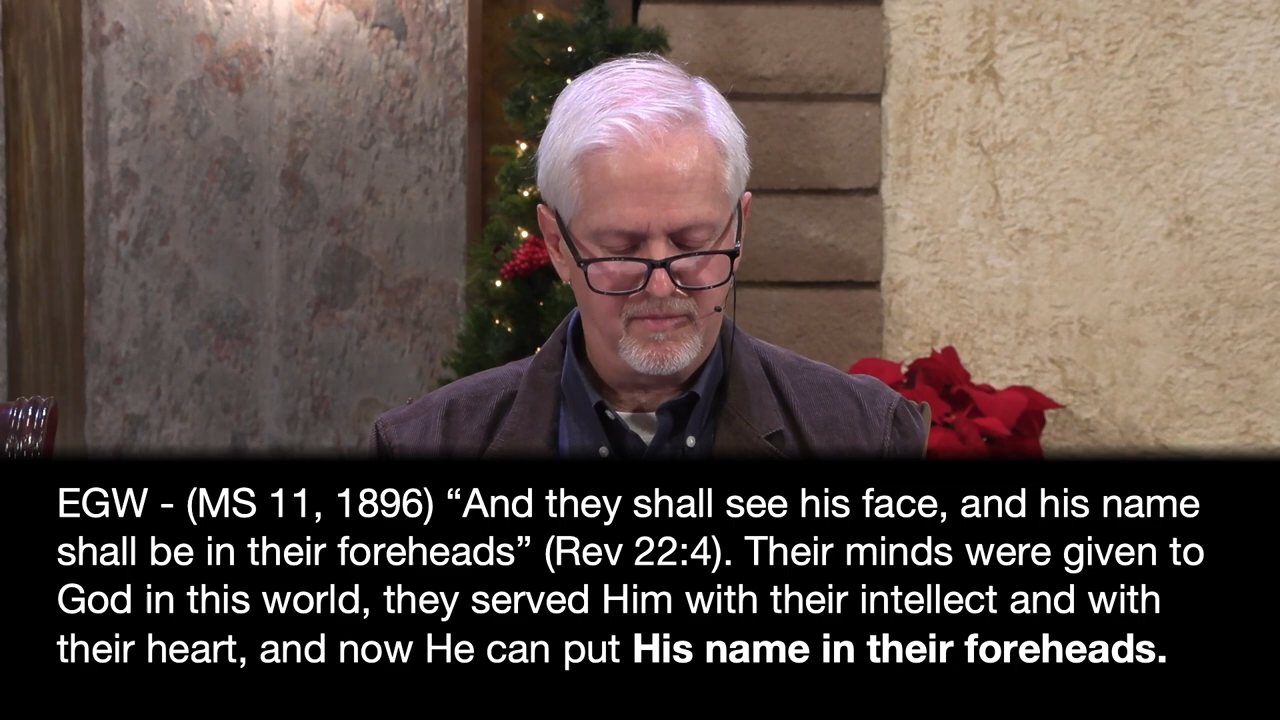 EGW - (MS 11, 1896) “And they shall see his face, and his name
shall be in their foreheads” (Rev 22:4). Their minds were given to
God in this world, they served Him with their intellect and with
their heart, and now He can put His name in their foreheads.